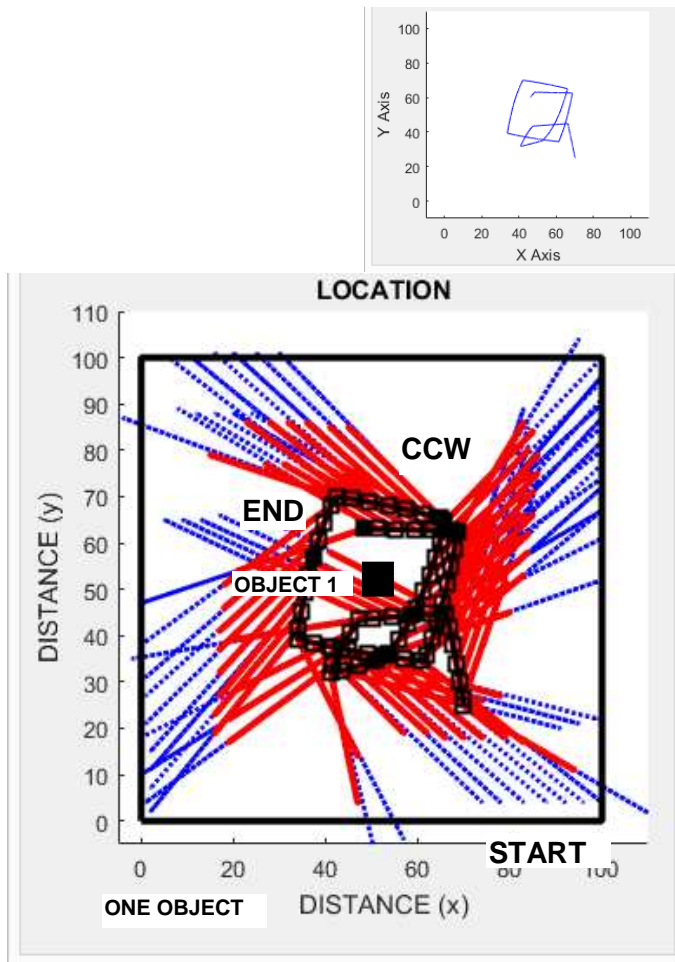 100
80
60
40
20
0
Y Axis
0 20 40 60 80 100
X Axis
LOCATION
110
100
90
80
70
60
50
40
30
20
10
0
DISTANCE (y)
CCW
END
OBJECT 1
START
0 20 40 60 80 100
ONE OBJECT
DISTANCE (x)